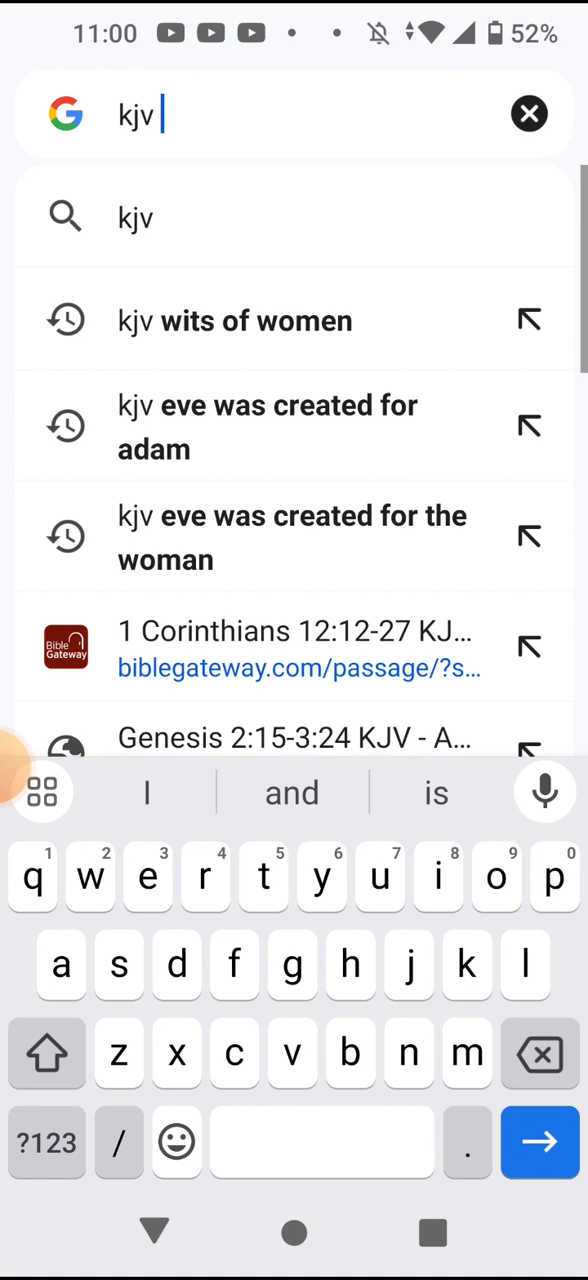 11:00 52%
kjv
kjv
kjv wits of women
kjv eve was created for
adam
kjv eve was created for the
woman
Bible
Gateway
1 Corinthians 12:12-27 KJ...
biblegateway.com/passage/?s...
Genesis 2:15-3:24 KJV - A...
I and is
q 1 w 2 e 3 r 4 t 5 y 6 u 7 i 8 o 9 p 0
a s d f g h j k l
z x c v b n m
?123 / .